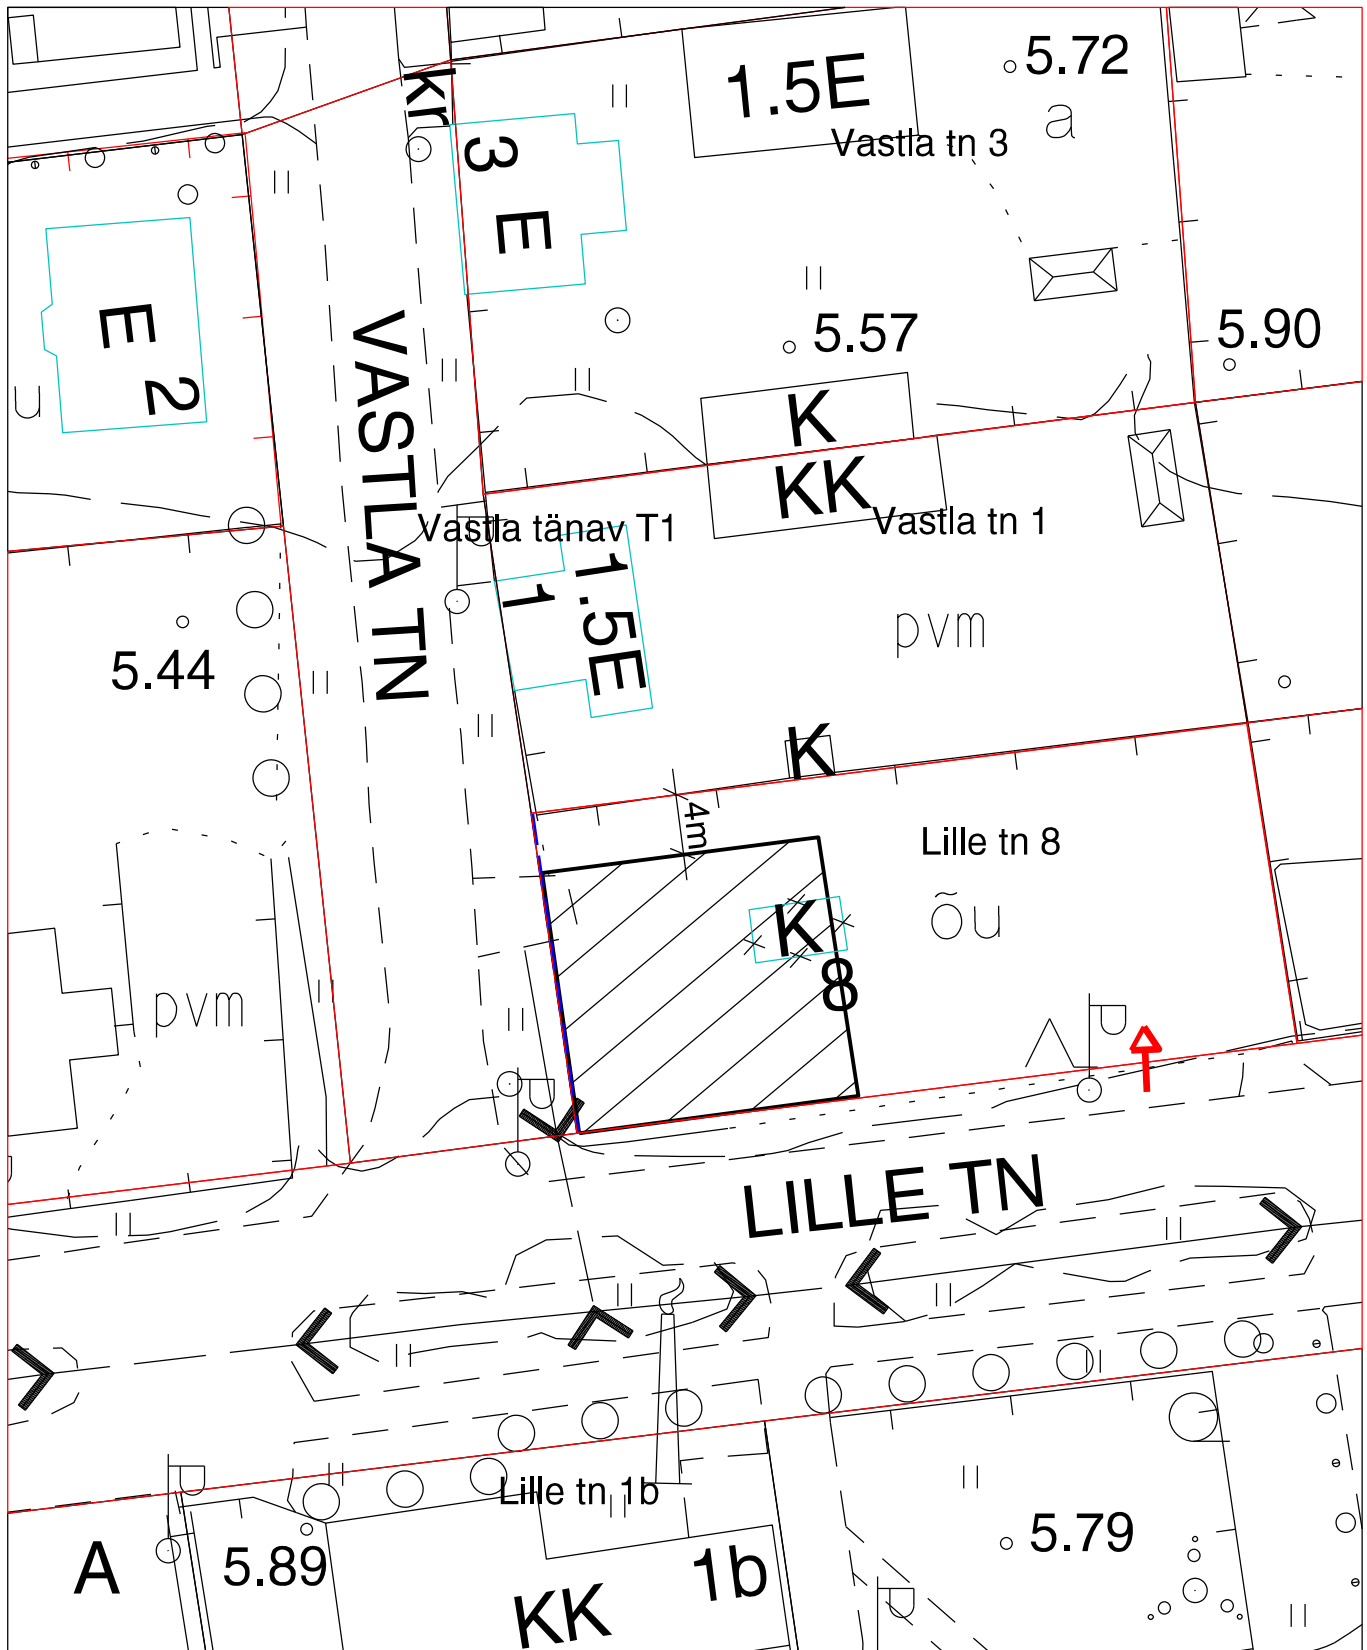 5.72
1.5E
a
Vastla tn 3
kr
3
E
E
2
u
5.57
5.90
K
KK
Vastla tn 1
VASTLA TN
Vastla tänav T1
1
1.5E
pvm
5.44
K
4m
Lille tn 8
K
õu
8
pvm
LILLE TN
Lille tn 1b
5.79
A
5.89
1b
KK